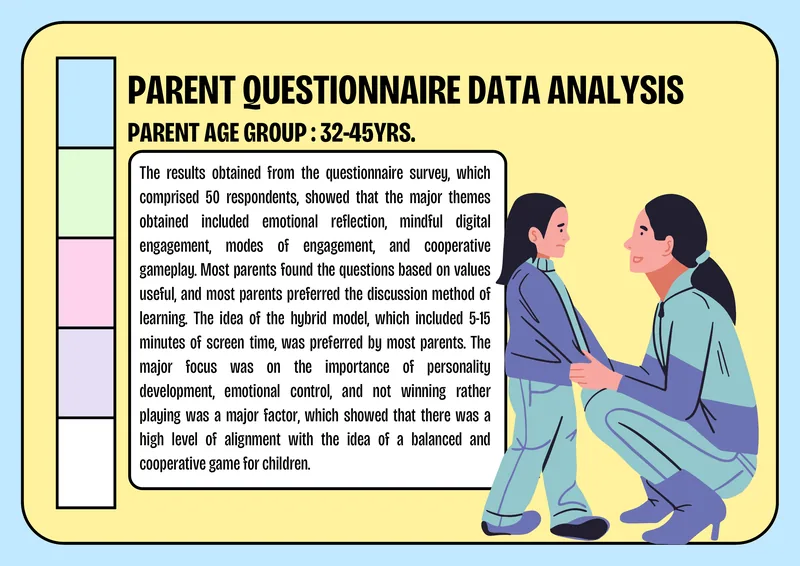 PARENT QUESTIONNAIRE DATA ANALYSIS
PARENT AGE GROUP : 32-45YRS.
The results obtained from the questionnaire survey, which
comprised 50 respondents, showed that the major themes
obtained included emotional reflection, mindful digital
engagement, modes of engagement, and cooperative
gameplay. Most parents found the questions based on values
useful, and most parents preferred the discussion method of
learning. The idea of the hybrid model, which included 5-15
minutes of screen time, was preferred by most parents. The
major focus was on the importance of personality
development, emotional control, and not winning rather
playing was a major factor, which showed that there was a
high level of alignment with the idea of a balanced and
cooperative game for children.